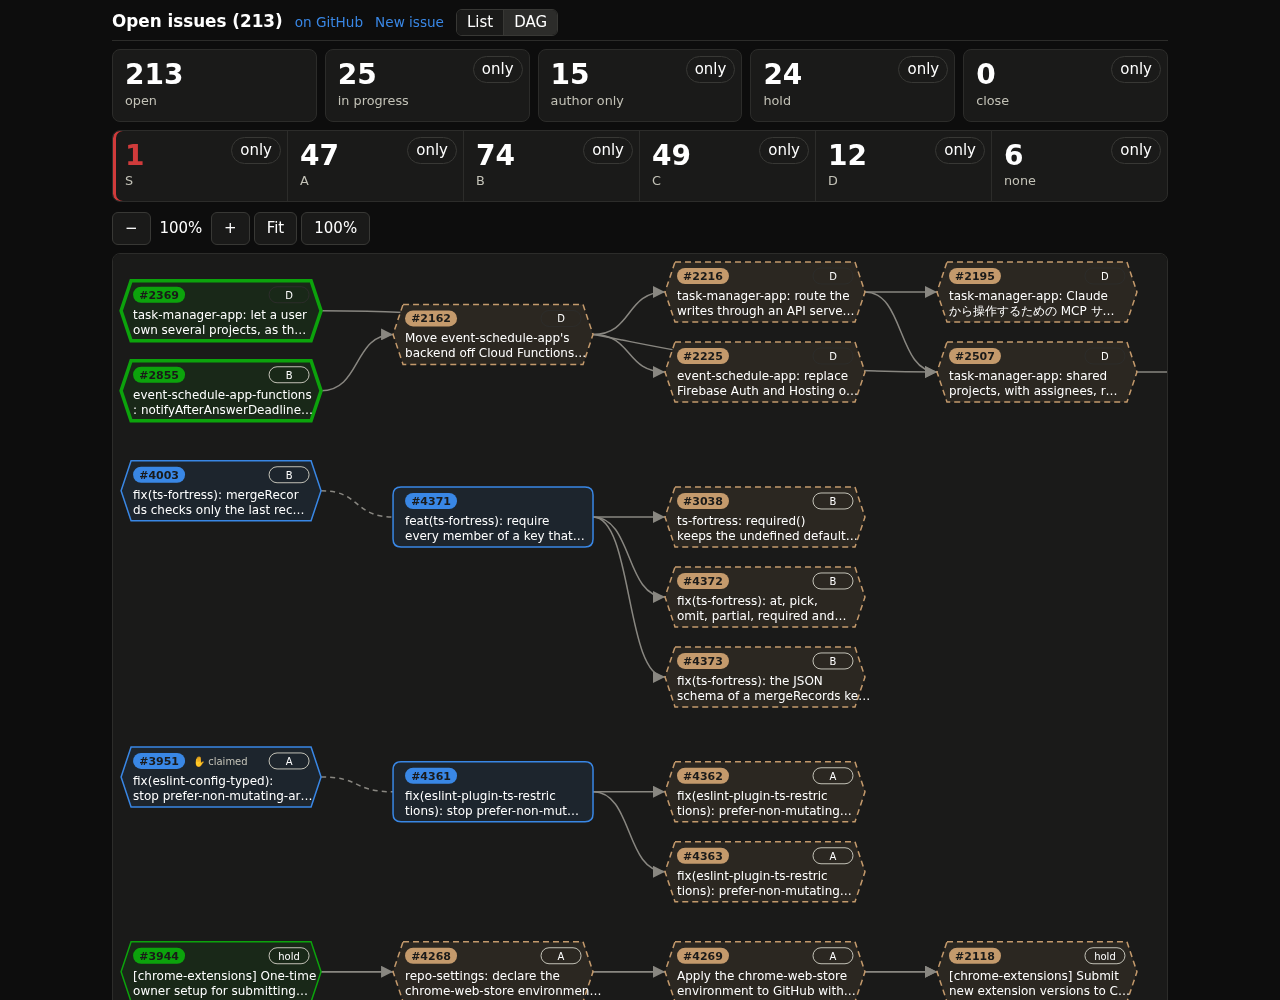 Open issues (213) on GitHub New issue List DAG
213 25 only 15 only 24 only 0 only
open in progress author only hold close
1 only 47 only 74 only 49 only 12 only 6 only
S A B C D none
− 100% + Fit 100%
#2369 D
task-manager-app: let a user
own several projects, as th…
#2855 B
event-schedule-app-functions
: notifyAfterAnswerDeadline…
#2162 D
Move event-schedule-app's
backend off Cloud Functions…
#2216 D
task-manager-app: route the
writes through an API serve…
#2225 D
event-schedule-app: replace
Firebase Auth and Hosting o…
#2195 D
task-manager-app: Claude
から操作するための MCP サ…
#2507 D
task-manager-app: shared
projects, with assignees, r…
#4003 B
fix(ts-fortress): mergeRecor
ds checks only the last rec…
#4371
feat(ts-fortress): require
every member of a key that…
#3038 B
ts-fortress: required()
keeps the undefined default…
#4372 B
fix(ts-fortress): at, pick,
omit, partial, required and…
#4373 B
fix(ts-fortress): the JSON
schema of a mergeRecords ke…
#3951 ✋ claimed A
fix(eslint-config-typed):
stop prefer-non-mutating-ar…
#4361
fix(eslint-plugin-ts-restric
tions): stop prefer-non-mut…
#4362 A
fix(eslint-plugin-ts-restric
tions): prefer-non-mutating…
#4363 A
fix(eslint-plugin-ts-restric
tions): prefer-non-mutating…
#3944 hold
[chrome-extensions] One-time
owner setup for submitting…
#4268 A
repo-settings: declare the
chrome-web-store environmen…
#4269 A
Apply the chrome-web-store
environment to GitHub with…
#2118 hold
[chrome-extensions] Submit
new extension versions to C…